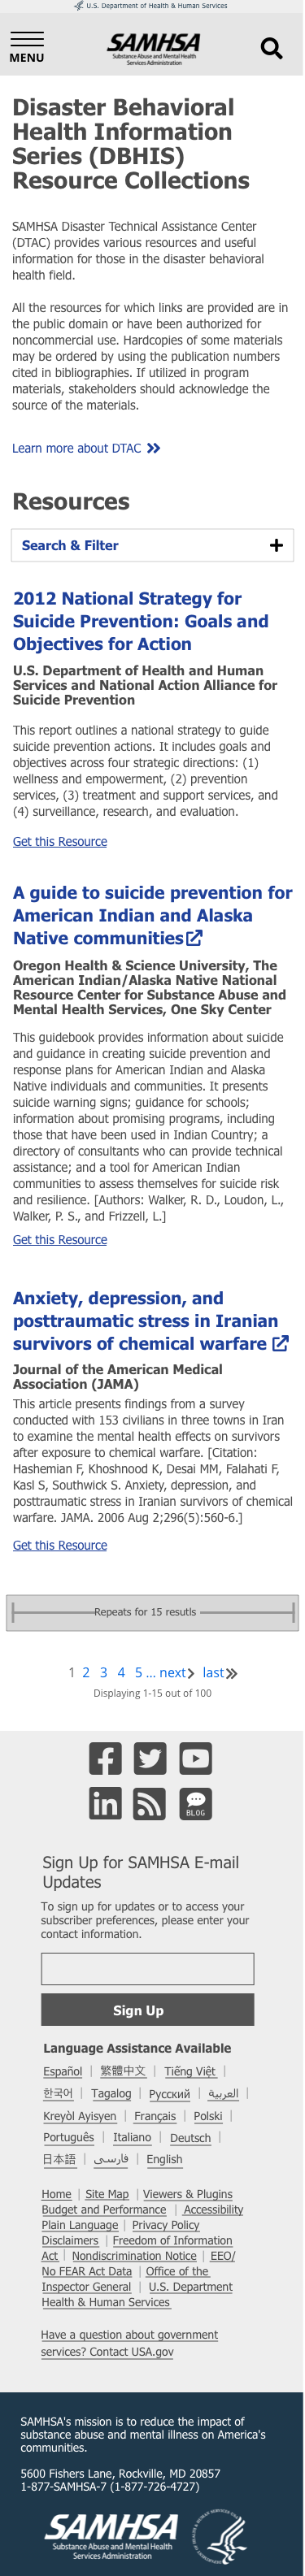 U.S. Department of Health & Human Services
MENU
SAMHSA
Substance Abuse and Mental Health
Services Administration
Disaster Behavioral
Health Information
Series (DBHIS)
Resource Collections
SAMHSA Disaster Technical Assistance Center
(DTAC) provides various resources and useful
information for those in the disaster behavioral
health field.
All the resources for which links are provided are in
the public domain or have been authorized for
noncommercial use. Hardcopies of some materials
may be ordered by using the publication numbers
cited in bibliographies. If utilized in program
materials, stakeholders should acknowledge the
source of the materials.
Learn more about DTAC
Resources
Search & Filter
2012 National Strategy for
Suicide Prevention: Goals and
Objectives for Action
U.S. Department of Health and Human
Services and National Action Alliance for
Suicide Prevention
This report outlines a national strategy to guide
suicide prevention actions. It includes goals and
objectives across four strategic directions: (1)
wellness and empowerment, (2) prevention
services, (3) treatment and support services, and
(4) surveillance, research, and evaluation.
Get this Resource
A guide to suicide prevention for
American Indian and Alaska
Native communities
Oregon Health & Science University, The
American Indian/Alaska Native National
Resource Center for Substance Abuse and
Mental Health Services, One Sky Center
This guidebook provides information about suicide
and guidance for creating suicide prevention and
response plans for American Indian and Alaska
Native individuals and communities. It presents
suicide warning signs; guidance for schools;
information about promising programs, including
those that have been used in Indian Country; a
directory of consultants who can provide technical
assistance; and a tool for American Indian
communities to assess themselves for suicide risk
and resilience. [Authors: Walker, R. D., Loudon, L.,
Walker, P. S., and Frizzell, L.]
Get this Resource
Anxiety, depression, and
posttraumatic stress in Iranian
survivors of chemical warfare
Journal of the American Medical
Association (JAMA)
This article presents findings from a survey
conducted with 153 civilians in three towns in Iran
to examine the mental health effects on survivors
after exposure to chemical warfare. [Citation:
Hashemian F, Khoshnood K, Desai MM, Falahati F,
Kasl S, Southwick S. Anxiety, depression, and
posttraumatic stress in Iranian survivors of chemical
warfare. JAMA. 2006 Aug 2;296(5):560-6.]
Get this Resource
Repeats for 15 resutls
1 2 3 4 5 ... next last
Displaying 1-15 out of 100
BLOG
Sign Up for SAMHSA E-mail
Updates
To sign up for updates or to access your
subscriber preferences, please enter your
contact information.
Sign Up
Language Assistance Available
Español | 繁體中文 | Tiếng Việt |
한국어 | Tagalog | Русский | العربية |
Kreyòl Ayisyen | Français | Polski |
Português | Italiano | Deutsch |
日本語 | فارسی | English
Home | Site Map | Viewers & Plugins
Budget and Performance | Accessibility
Plain Language | Privacy Policy
Disclaimers | Freedom of Information
Act | Nondiscrimination Notice | EEO/
No FEAR Act Data | Office of the
Inspector General | U.S. Department
Health & Human Services
Have a question about government
services? Contact USA.gov
SAMHSA's mission is to reduce the impact of
substance abuse and mental illness on America's
communities.
5600 Fishers Lane, Rockville, MD 20857
1-877-SAMHSA-7 (1-877-726-4727)
SAMHSA
Substance Abuse and Mental Health
Services Administration